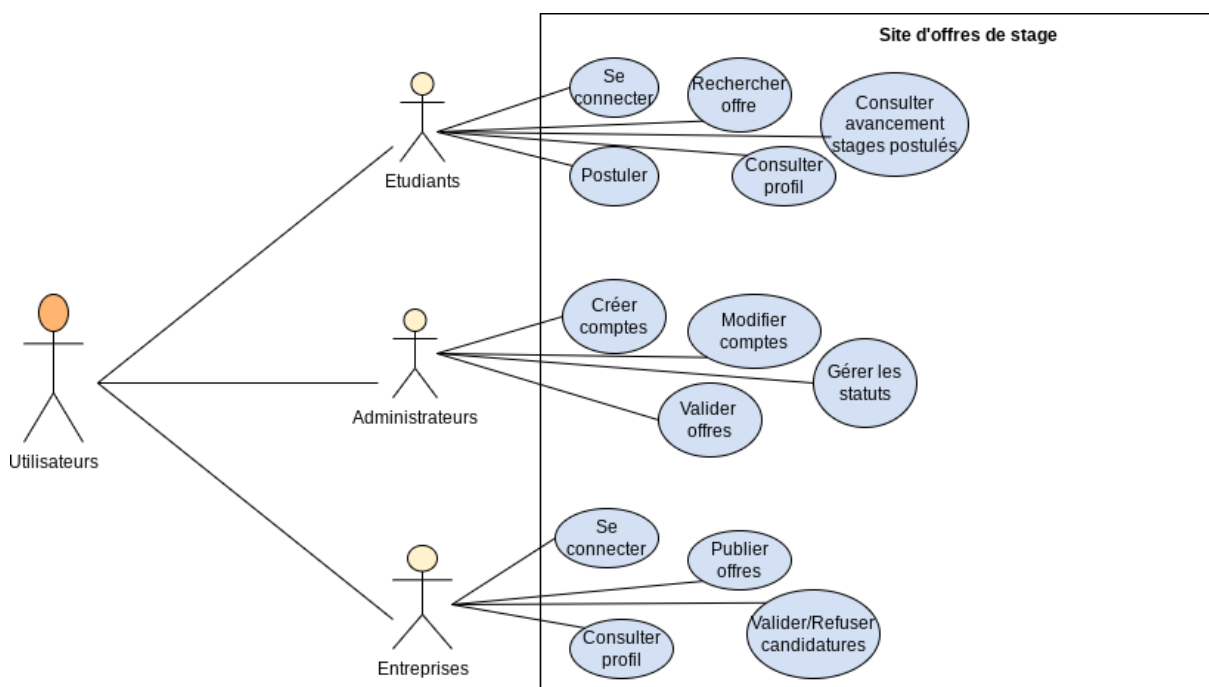 Site d'offres de stage
Se
connecter
Rechercher
offre
Consulter
avancement
stages postulés
Postuler
Consulter
profil
Etudiants
Créer
comptes
Modifier
comptes
Gérer les
statuts
Valider
offres
Administrateurs
Utilisateurs
Se
connecter
Publier
offres
Valider/Refuser
candidatures
Consulter
profil
Entreprises